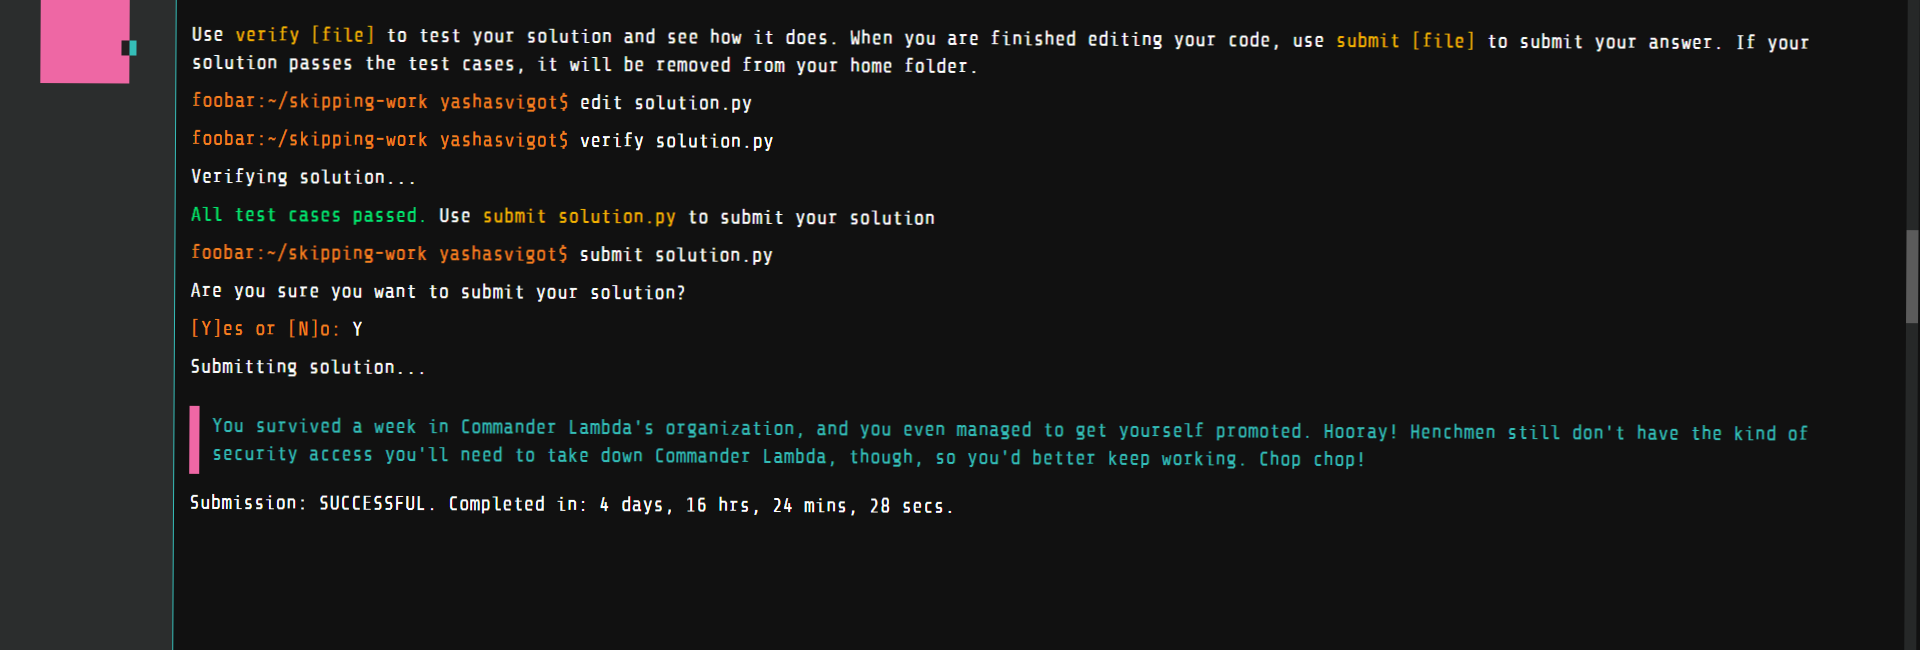 Use verify [file] to test your solution and see how it does. When you are finished editing your code, use submit [file] to submit your answer. If your
solution passes the test cases, it will be removed from your home folder.
foobar:~/skipping-work yashasvigot$ edit solution.py
foobar:~/skipping-work yashasvigot$ verify solution.py
Verifying solution...
All test cases passed. Use submit solution.py to submit your solution
foobar:~/skipping-work yashasvigot$ submit solution.py
Are you sure you want to submit your solution?
[Y]es or [N]o: Y
Submitting solution...
You survived a week in Commander Lambda's organization, and you even managed to get yourself promoted. Hooray! Henchmen still don't have the kind of
security access you'll need to take down Commander Lambda, though, so you'd better keep working. Chop chop!
Submission: SUCCESSFUL. Completed in: 4 days, 16 hrs, 24 mins, 28 secs.